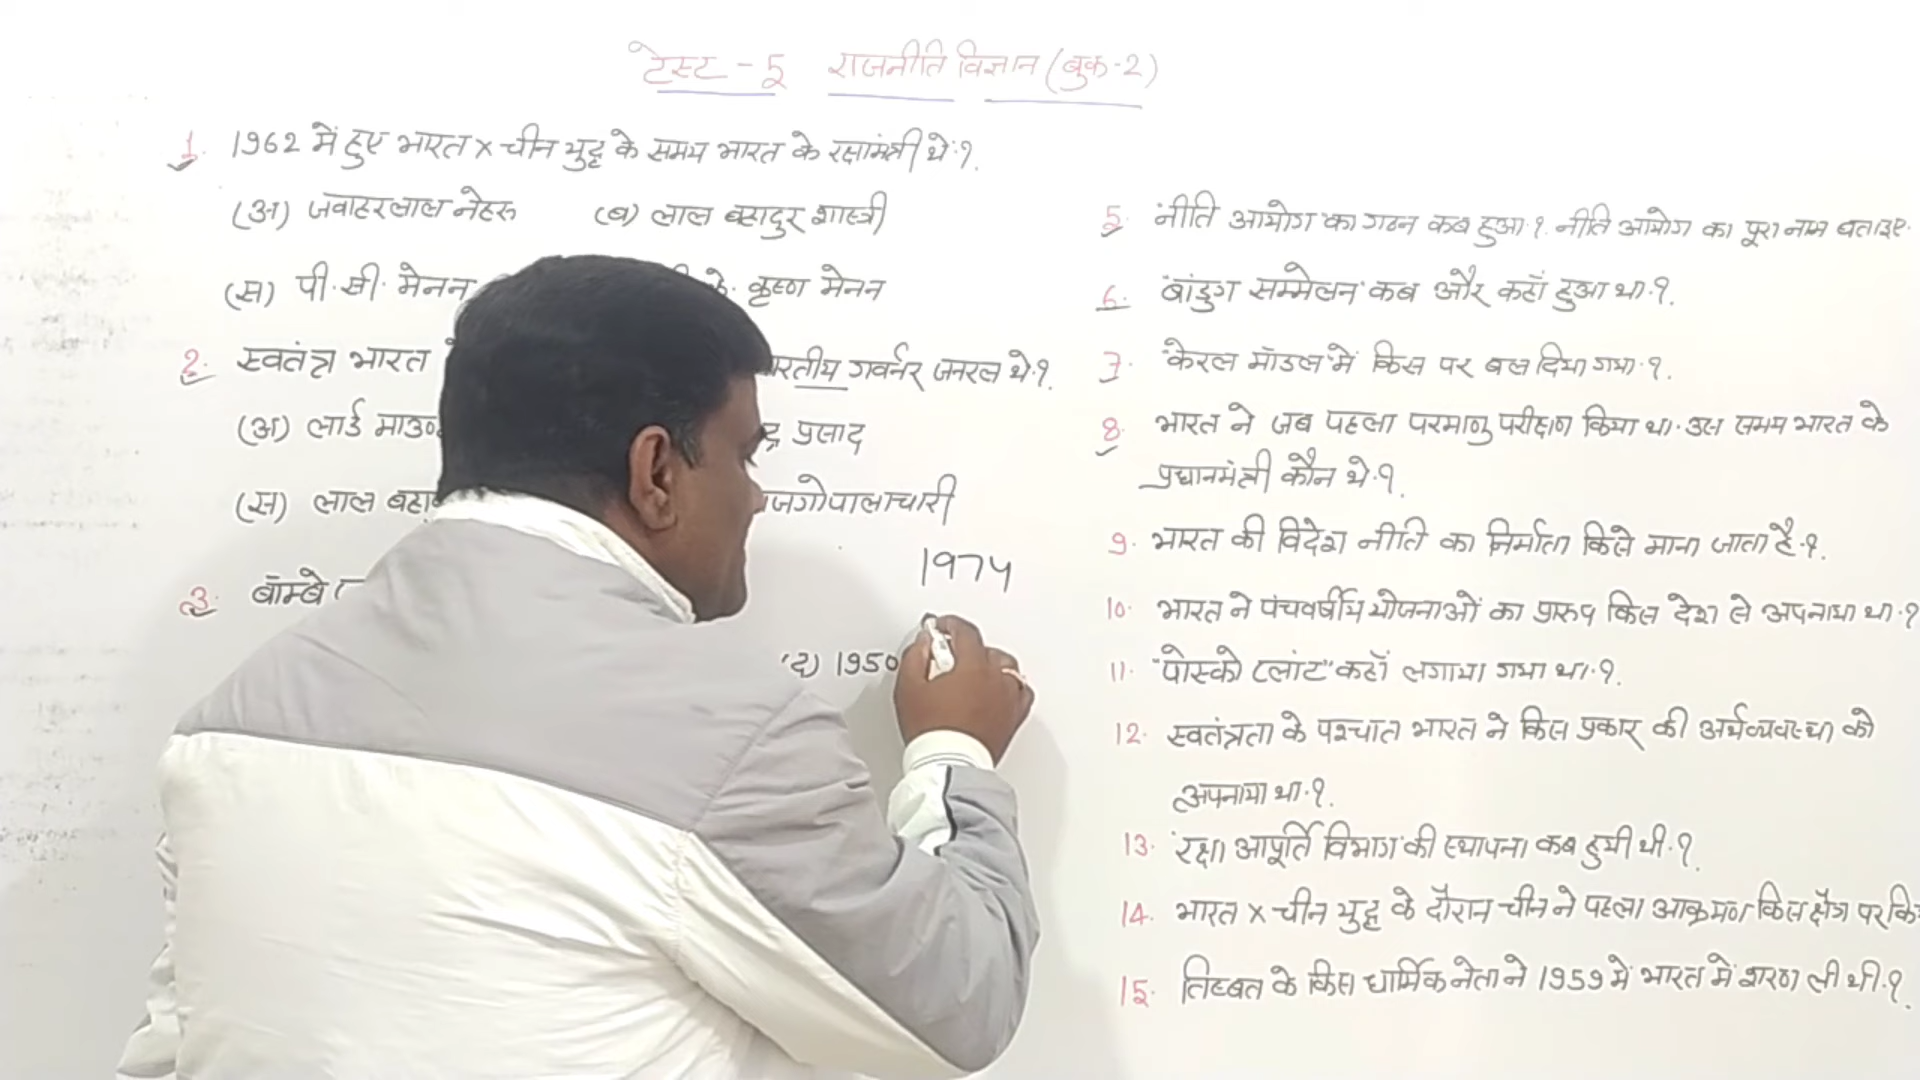 टेस्ट - 5 राजनीति विज्ञान (बुक-2)
1. 1962 में हुए भारत x चीन युद्ध के समय भारत के रक्षामंत्री थे.?.
(अ) जवाहरलाल नेहरू (ब) लाल बहादुर शास्त्री
(स) पी.सी. मेनन के. कृष्ण मेनन
2. स्वतंत्र भारत रतीय गवर्नर जनरल थे.?.
(अ) लार्ड प्रसाद
(स) लाल
3. बॉम्बे
1974
(द) 1950
5. नीति आयोग का गठन कब हुआ.?. नीति आयोग का पूरा नाम बताइए.
6. "बांडुग सम्मेलन" कब और कहाँ हुआ था.?.
7. "केरल मॉडल" में किस पर बल दिया गया.?.
8. भारत ने जब पहला परमाणु परीक्षण किया था. उस समय भारत के
प्रधानमंत्री कौन थे.?.
9. भारत की विदेश नीति का निर्माता किसे माना जाता है.?.
10. भारत ने पंचवर्षीय योजनाओं का प्रारुप किस देश से अपनाया था.?
11. "पोस्को प्लांट" कहाँ लगाया गया था.?.
12. स्वतंत्रता के पश्चात भारत ने किस प्रकार की अर्थव्यवस्था को
अपनाया था.?.
13. "रक्षा आपूर्ति विभाग" की स्थापना कब हुयी थी.?.
14. भारत x चीन युद्ध के दौरान चीन ने पहला आक्रमण किस क्षेत्र पर
15. तिब्बत के किस धार्मिक नेता ने 1959 में भारत में शरण ली थी.?.